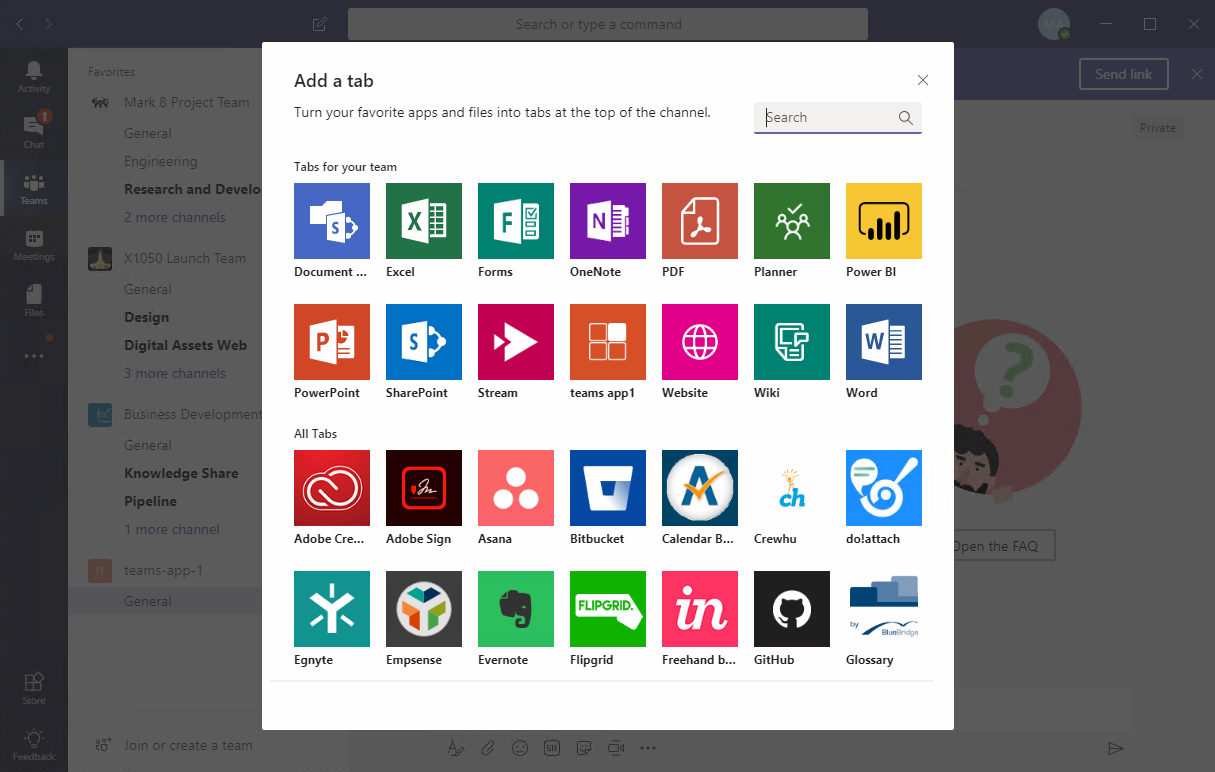 Search or type a command
MA
Activity
Chat
1
Teams
Meetings
Files
Store
Feedback
Favorites
Mark 8 Project Team
General
Engineering
Research and Develo
2 more channels
X1050 Launch Team
General
Design
Digital Assets Web
3 more channels
Business Development
General
Knowledge Share
Pipeline
1 more channel
TE
teams-app-1
General
Join or create a team
Send link
Private
Open the FAQ
GIF
Add a tab
Turn your favorite apps and files into tabs at the top of the channel.
Search
Tabs for your team
Document ...
Excel
Forms
OneNote
PDF
Planner
Power BI
PowerPoint
SharePoint
Stream
teams app1
Website
Wiki
Word
All Tabs
Adobe Cre...
Adobe Sign
Asana
Bitbucket
Calendar B...
ch
Crewhu
do!attach
Egnyte
Empsense
Evernote
FLIPGRID.
Flipgrid
in
Freehand b...
GitHub
by BlueBridge
Glossary